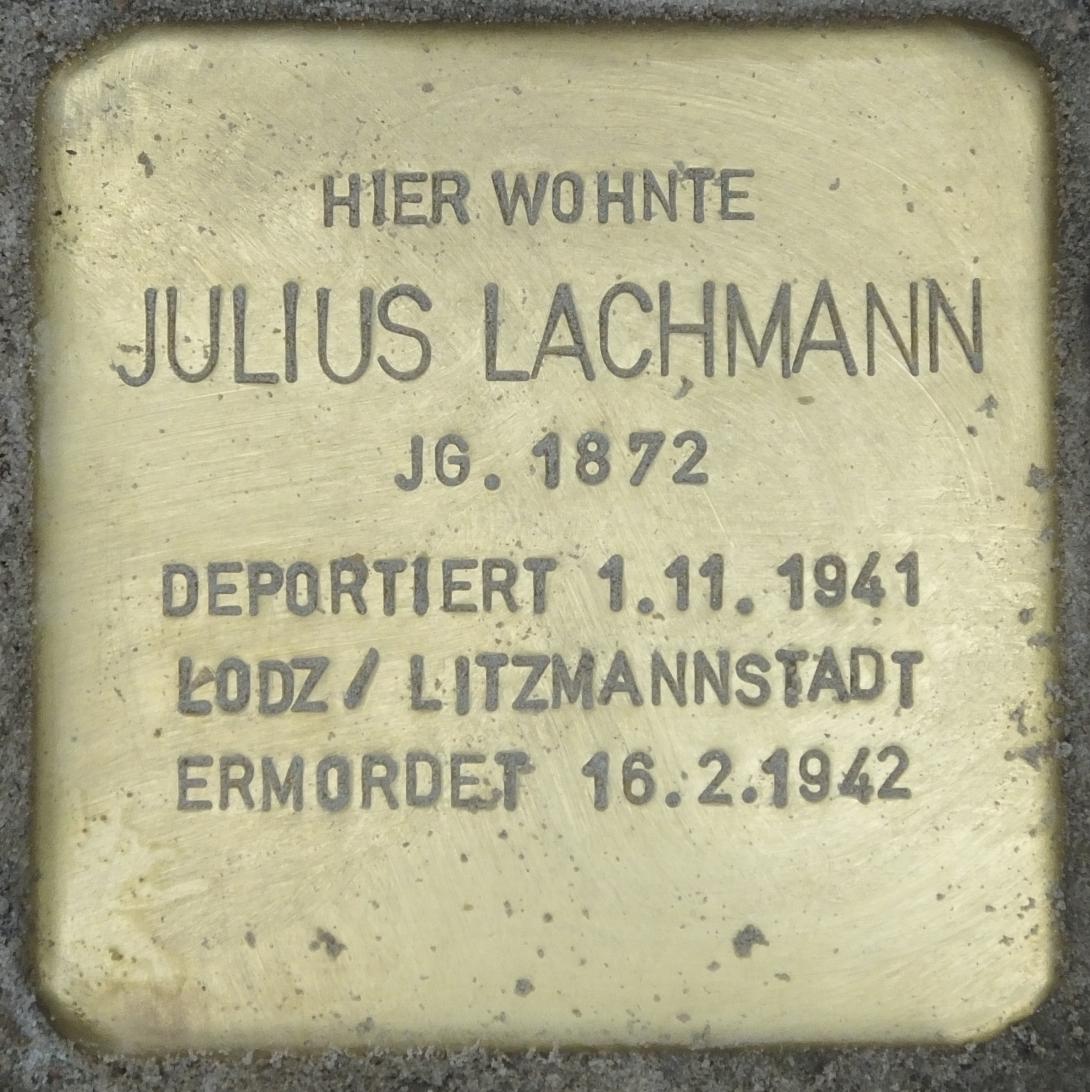 HIER WOHNTE
JULIUS LACHMANN
JG. 1872
DEPORTIERT 1.11.1941
ŁODZ / LITZMANNSTADT
ERMORDET 16.2.1942